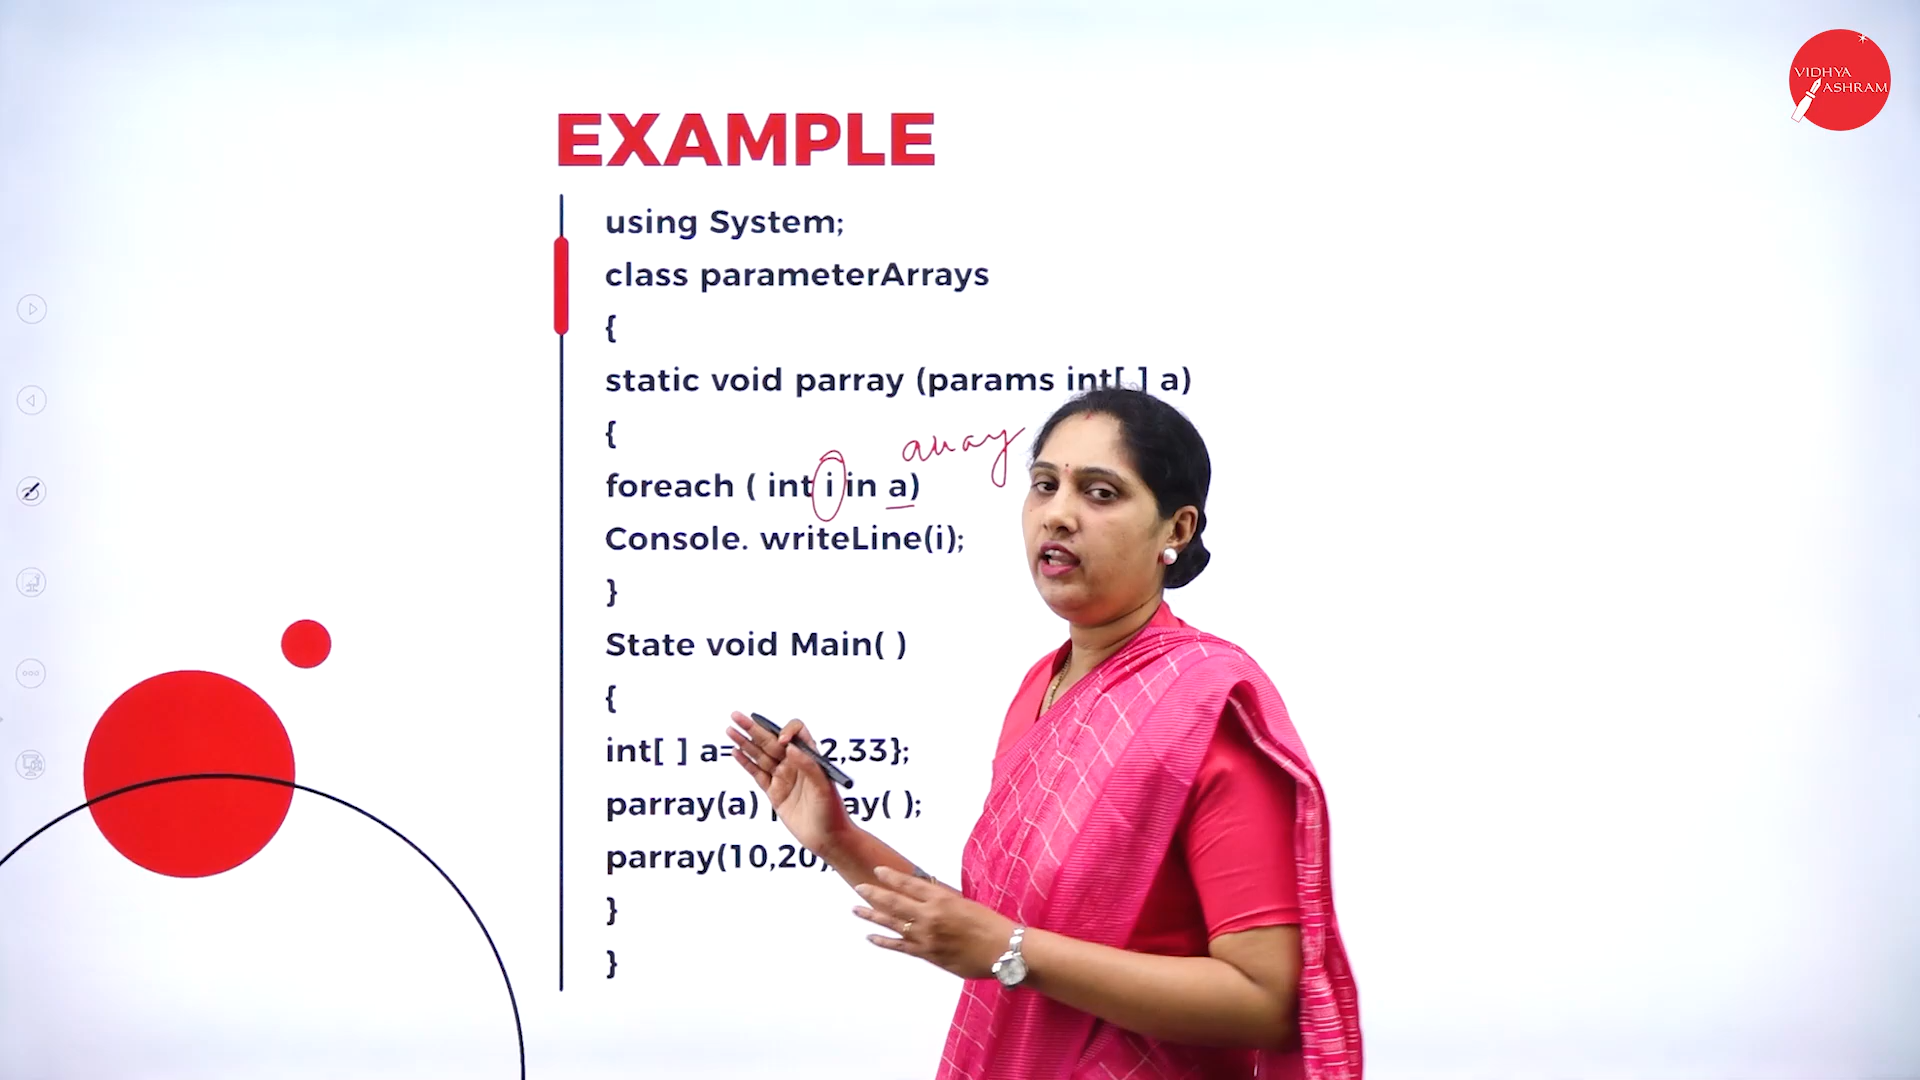 VIDHYA
ASHRAM
EXAMPLE
using System;
class parameterArrays
{
static void parray (params int[ ] a)
{
array
foreach ( int i in a)
Console. writeLine(i);
}
State void Main( )
{
int[ ] a= 2,33};
parray(a) ay( );
parray(10,20)
}
}